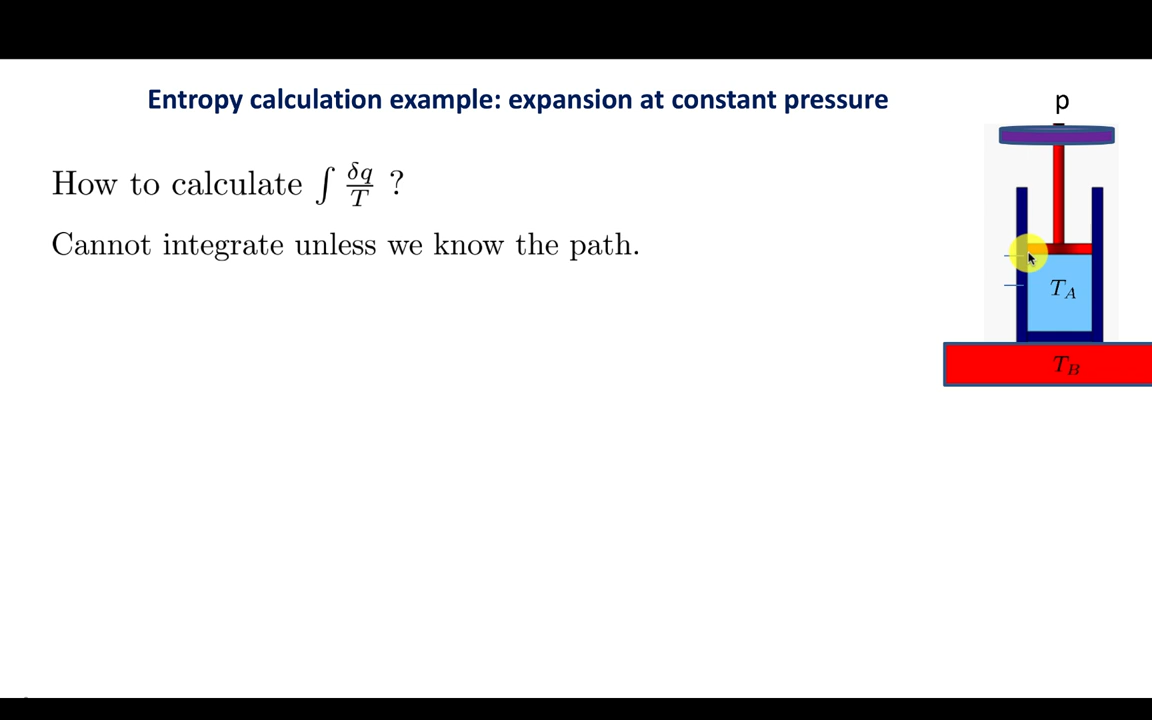 Entropy calculation example: expansion at constant pressure
p
How to calculate ∫ δq/T ?
Cannot integrate unless we know the path.
T_A
T_B